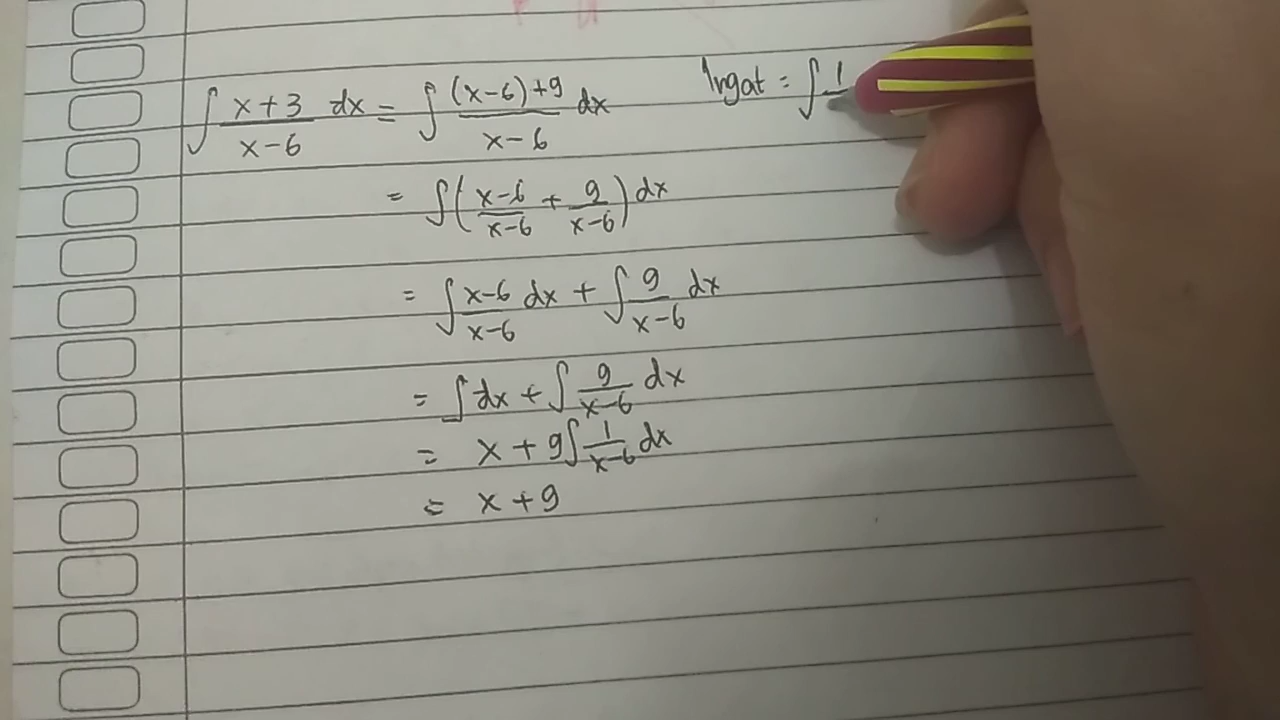 ∫ (x+3)/(x-6) dx = ∫ ((x-6)+9)/(x-6) dx
= ∫ ( (x-6)/(x-6) + 9/(x-6) ) dx
= ∫ (x-6)/(x-6) dx + ∫ 9/(x-6) dx
= ∫ dx + ∫ 9/(x-6) dx
= x + 9 ∫ 1/(x-6) dx
= x + 9
Ingat = ∫ 1/